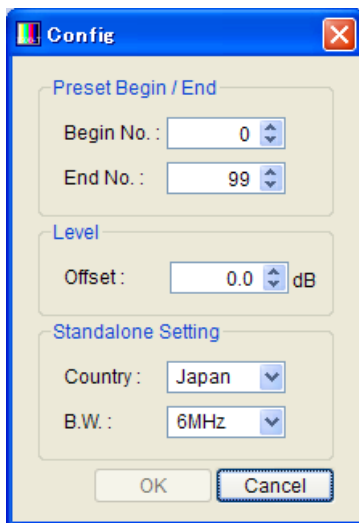 Config
Preset Begin / End
Begin No. : 0
End No. : 99
Level
Offset : 0.0 dB
Standalone Setting
Country : Japan
B.W. : 6MHz
OK Cancel